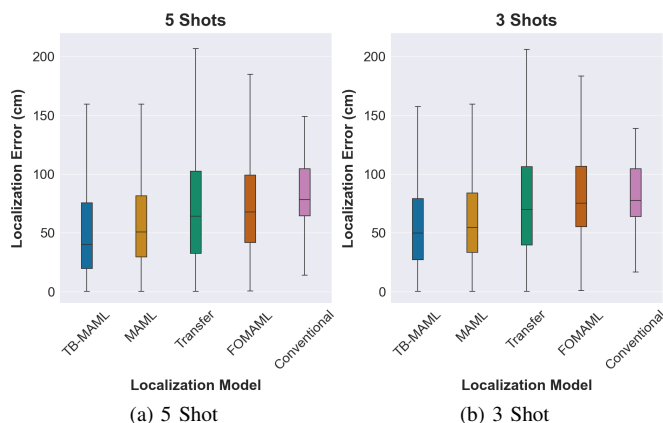 5 Shots
Localization Error (cm)
200
150
100
50
0
TB-MAML
MAML
Transfer
FOMAML
Conventional
Localization Model
(a) 5 Shot
3 Shots
Localization Error (cm)
200
150
100
50
0
TB-MAML
MAML
Transfer
FOMAML
Conventional
Localization Model
(b) 3 Shot